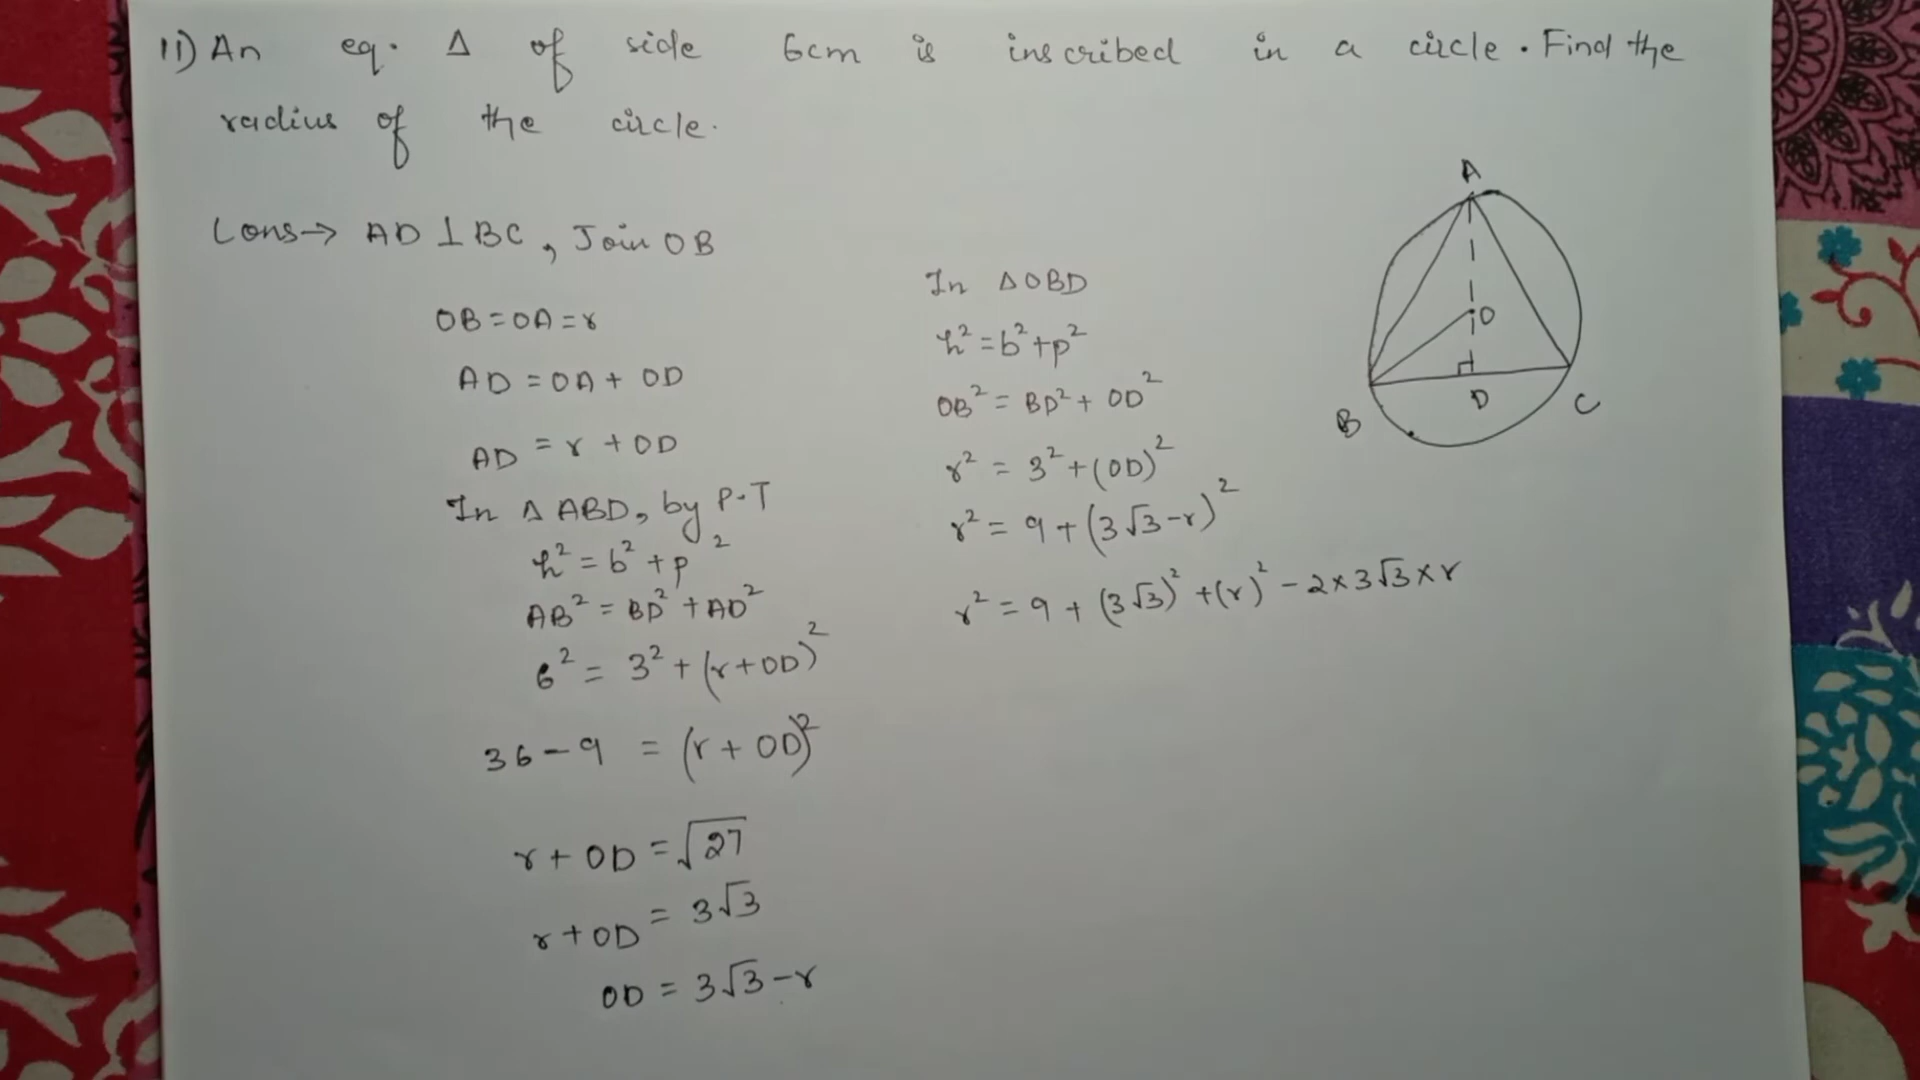 11) An eq. Δ of side 6cm is inscribed in a circle. Find the
radius of the circle.
Cons→ AD ⊥ BC, Join OB
OB = OA = r
AD = OA + OD
AD = r + OD
In Δ ABD, by P.T
h² = b² + p²
AB² = BD² + AD²
6² = 3² + (r + OD)²
36 - 9 = (r + OD)²
r + OD = √27
r + OD = 3√3
OD = 3√3 - r
In Δ OBD
h² = b² + p²
OB² = BD² + OD²
r² = 3² + (OD)²
r² = 9 + (3√3 - r)²
r² = 9 + (3√3)² + (r)² - 2 × 3√3 × r
A
O
B D C